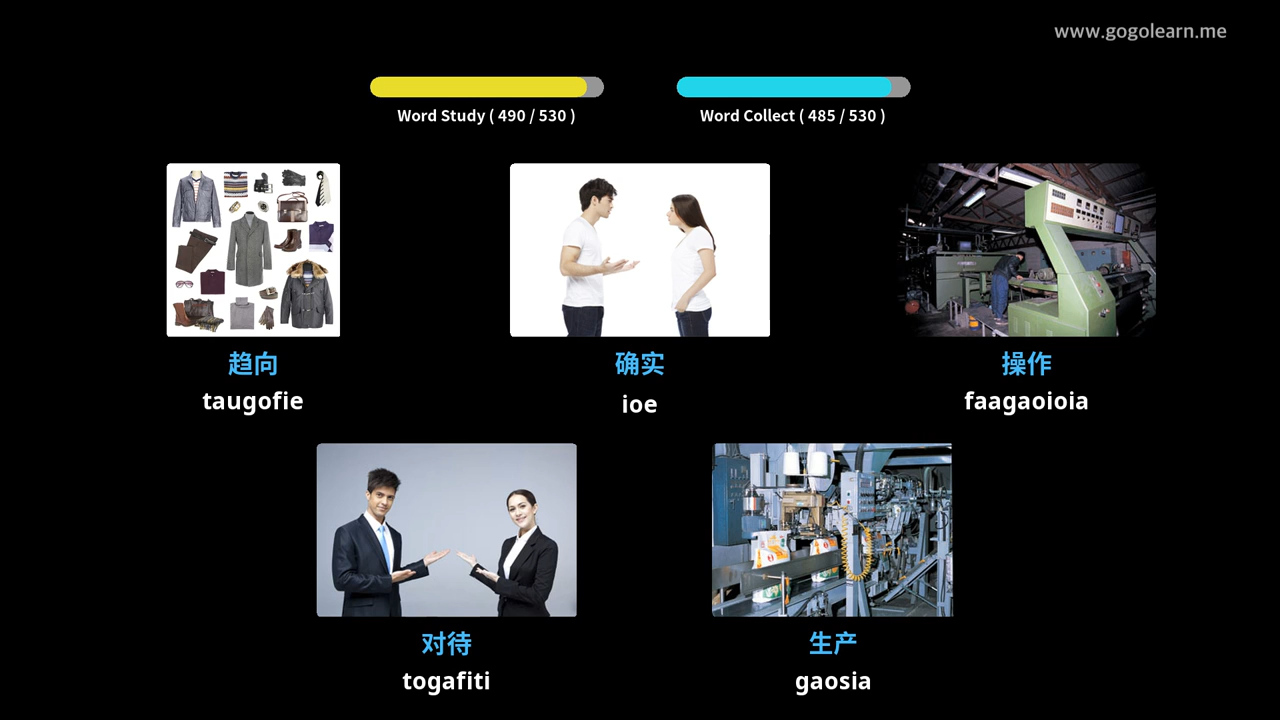 www.gogolearn.me
Word Study ( 490 / 530 )
Word Collect ( 485 / 530 )
趋向
taugofie
确实
ioe
操作
faagaoioia
对待
togafiti
生产
gaosia